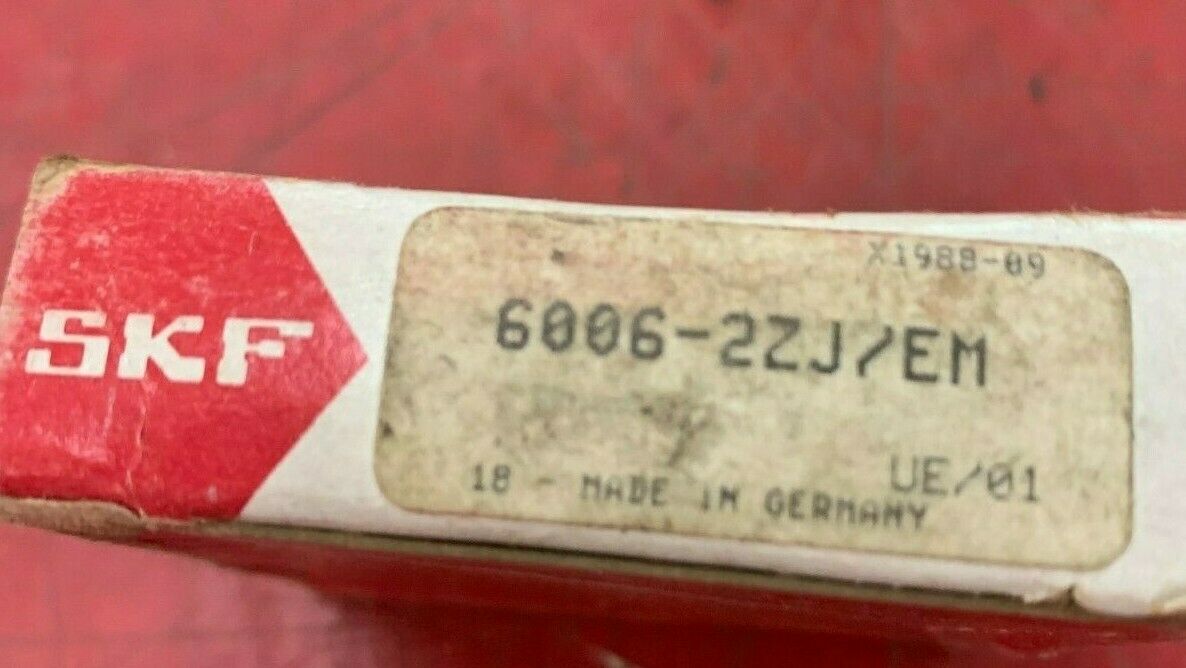 SKF
X1988-09
6006-2ZJ/EM
UE/01
18 - MADE IN GERMANY